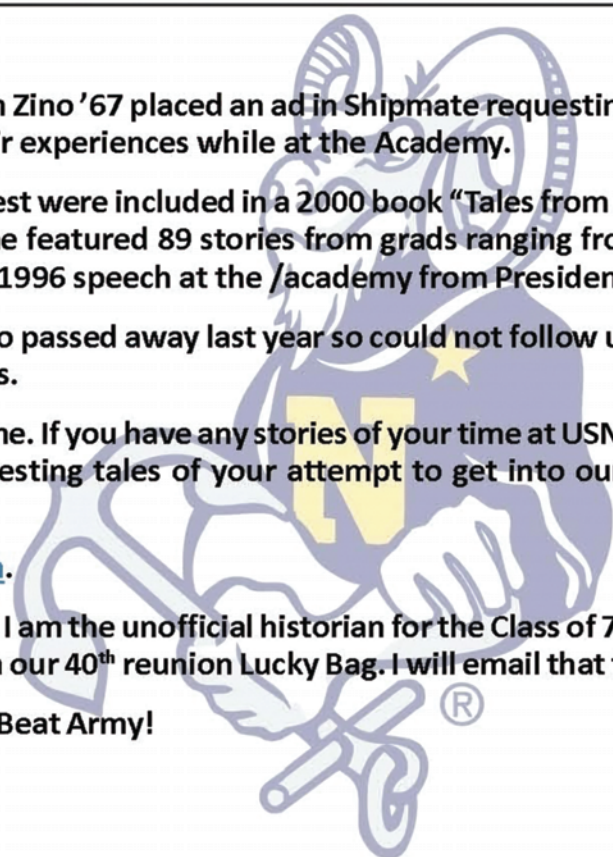 n Zino '67 placed an ad in Shipmate requestin
r experiences while at the Academy.
est were included in a 2000 book “Tales from
e featured 89 stories from grads ranging fro
1996 speech at the /academy from Presiden
o passed away last year so could not follow u
s.
ne. If you have any stories of your time at USN
esting tales of your attempt to get into ou
.
I am the unofficial historian for the Class of 7
n our 40th reunion Lucky Bag. I will email that
Beat Army!
N
®